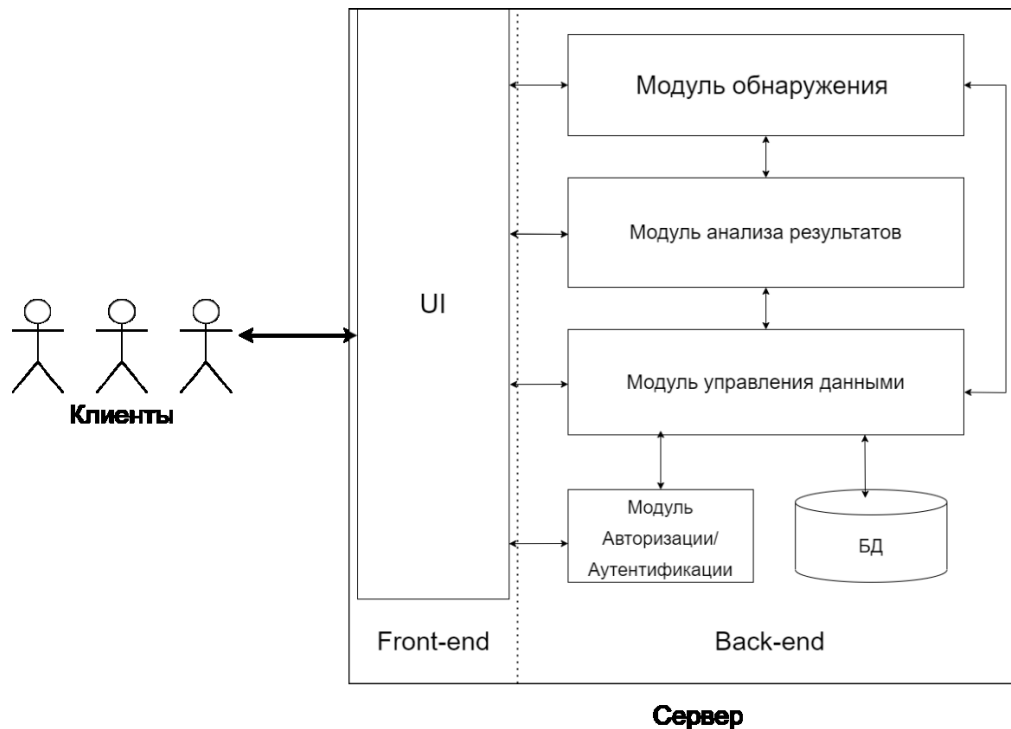 Модуль обнаружения
Модуль анализа результатов
UI
Модуль управления данными
Клиенты
Модуль
Авторизации/
Аутентификации
БД
Front-end
Back-end
Сервер